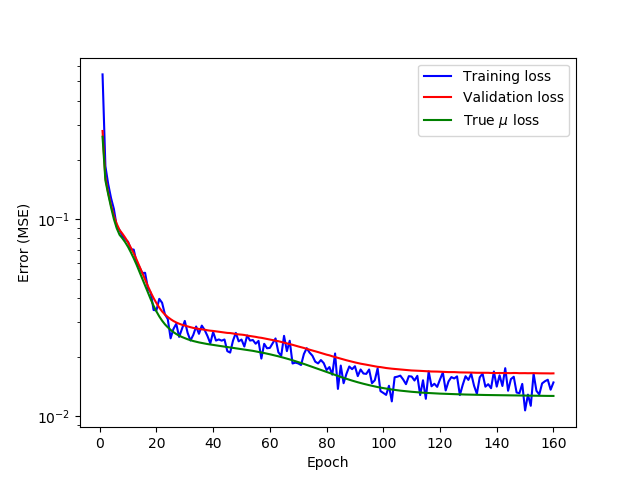 Training loss
Validation loss
True μ loss
Error (MSE)
10⁻¹
10⁻²
0 20 40 60 80 100 120 140 160
Epoch